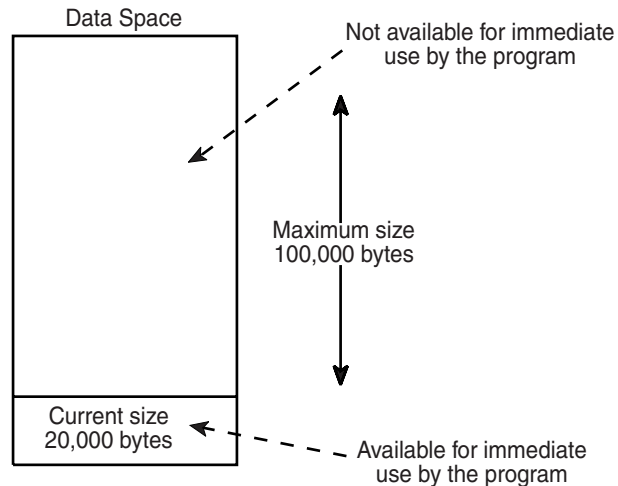 Data Space
Not available for immediate
use by the program
Maximum size
100,000 bytes
Current size
20,000 bytes
Available for immediate
use by the program